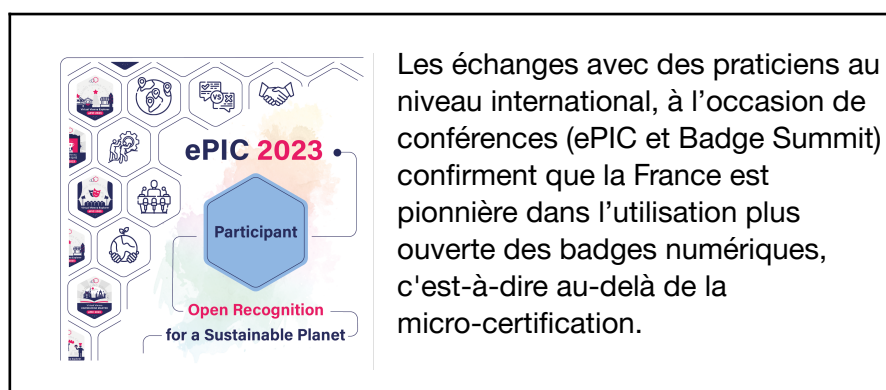 VS
ePIC 2023
Participant
Open Recognition
for a Sustainable Planet
Les échanges avec des praticiens au
niveau international, à l’occasion de
conférences (ePIC et Badge Summit)
confirment que la France est
pionnière dans l’utilisation plus
ouverte des badges numériques,
c'est-à-dire au-delà de la
micro-certification.